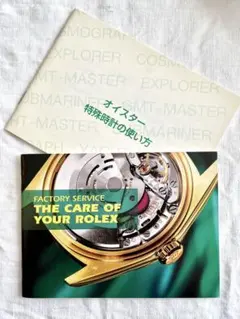 COSMOGRAPH
EXPLORER
GMT-MASTER
EXPLORER
SUBMARINER
GMT-MASTER
SUBMARINER
オイスター
特殊時計の使い方
FACTORY SERVICE
THE CARE OF
YOUR ROLEX